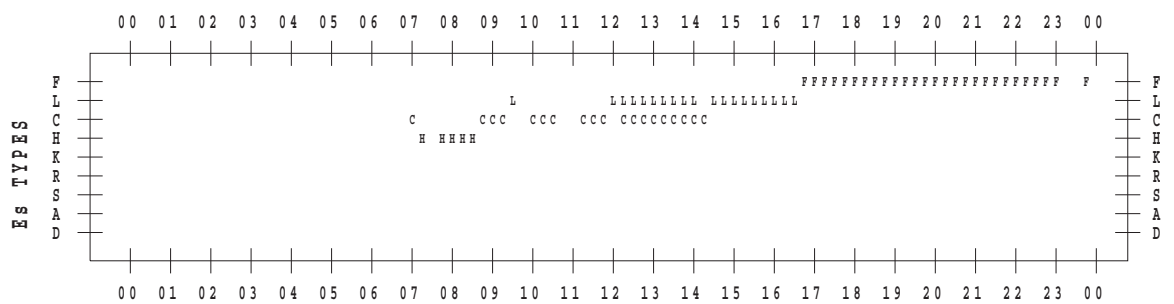 00 01 02 03 04 05 06 07 08 09 10 11 12 13 14 15 16 17 18 19 20 21 22 23 00
Es TYPES
F FFFFFFFFFFFFFFFFFFFFFFFFFF F F
L L LLLLLLLLL LLLLLLLLL L
C C CCC CCC CCC CCCCCCCCC C
H H HHHH H
K K
R R
S S
A A
D D
00 01 02 03 04 05 06 07 08 09 10 11 12 13 14 15 16 17 18 19 20 21 22 23 00